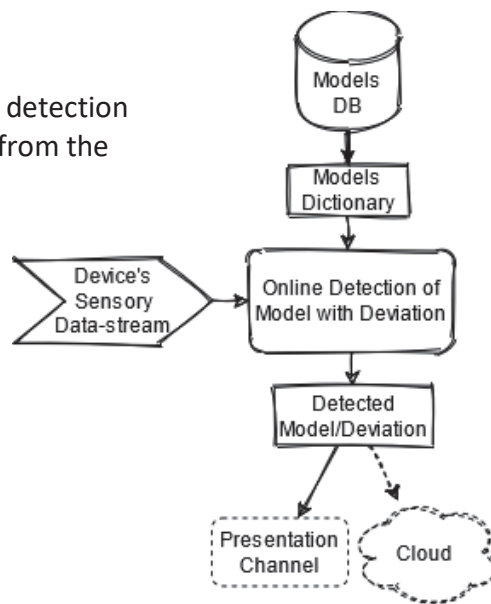 Models
DB
detection
from the
Models
Dictionary
Device's
Sensory
Data-stream
Online Detection of
Model with Deviation
Detected
Model/Deviation
Presentation
Channel
Cloud